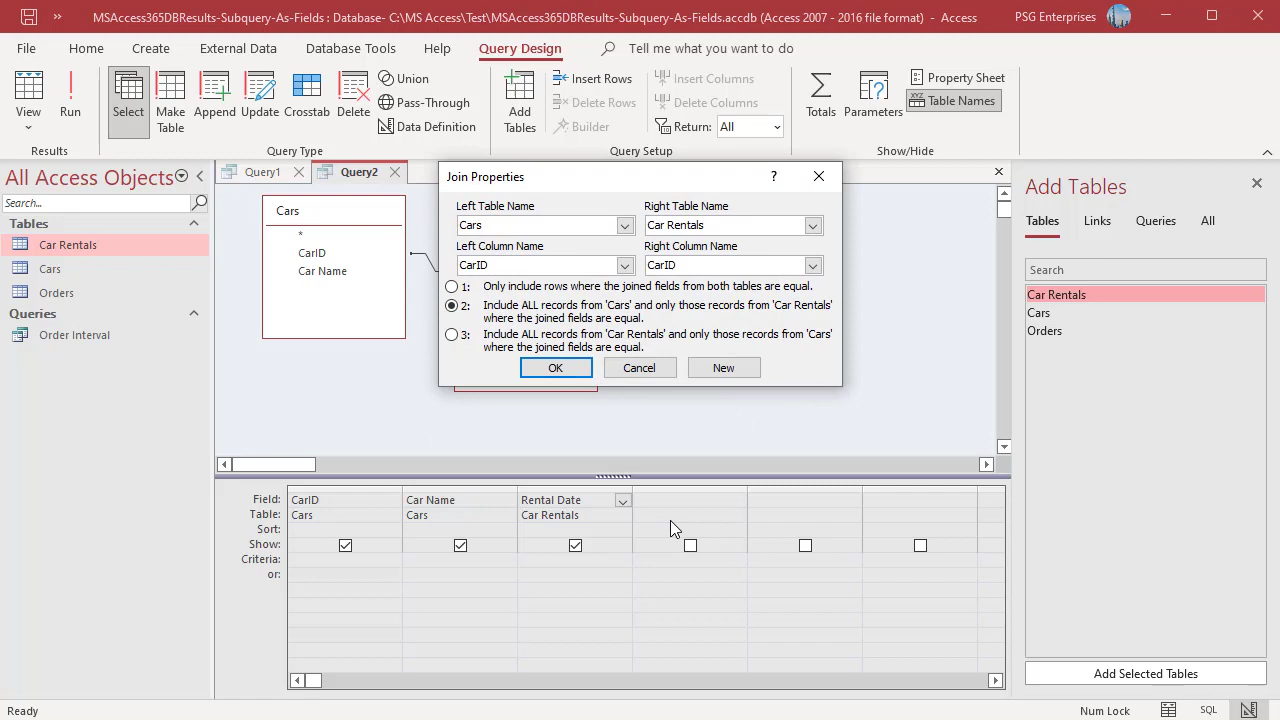 MSAccess365DBResults-Subquery-As-Fields : Database- C:\MS Access\Test\MSAccess365DBResults-Subquery-As-Fields.accdb (Access 2007 - 2016 file format) - Access
PSG Enterprises
File Home Create External Data Database Tools Help Query Design Tell me what you want to do
View
Run
Results
Select
Make Table
Append
Update
Crosstab
Delete
Union
Pass-Through
Data Definition
Query Type
Add Tables
Insert Rows
Delete Rows
Builder
Insert Columns
Delete Columns
Return: All
Query Setup
Totals
Parameters
Property Sheet
XYZ Table Names
Show/Hide
All Access Objects
Search...
Tables
Car Rentals
Cars
Orders
Queries
Order Interval
Query1 Query2
Cars
*
CarID
Car Name
Join Properties ?
Left Table Name Right Table Name
Cars Car Rentals
Left Column Name Right Column Name
CarID CarID
1: Only include rows where the joined fields from both tables are equal.
2: Include ALL records from 'Cars' and only those records from 'Car Rentals'
where the joined fields are equal.
3: Include ALL records from 'Car Rentals' and only those records from 'Cars'
where the joined fields are equal.
OK Cancel New
Field: CarID Car Name Rental Date
Table: Cars Cars Car Rentals
Sort:
Show:
Criteria:
or:
Add Tables
Tables Links Queries All
Search
Car Rentals
Cars
Orders
Add Selected Tables
Ready Num Lock SQL